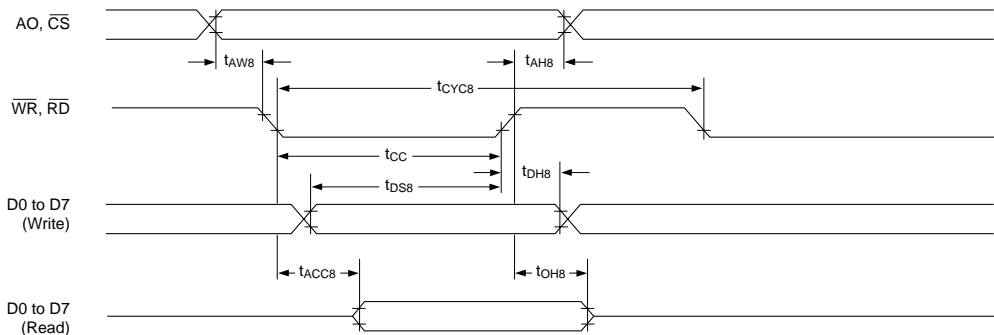 AO, CS
tAW8
tAH8
tCYC8
WR, RD
tCC
tDH8
tDS8
D0 to D7
(Write)
tACC8
tOH8
D0 to D7
(Read)